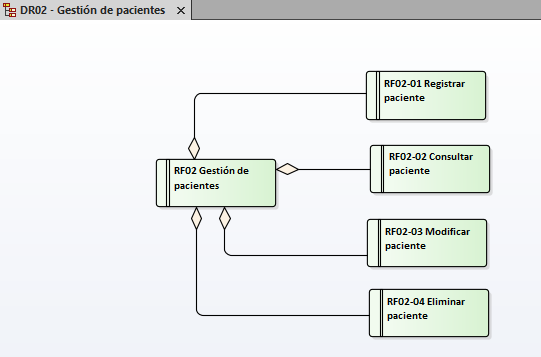 DR02 - Gestión de pacientes
RF02-01 Registrar
paciente
RF02-02 Consultar
paciente
RF02 Gestión de
pacientes
RF02-03 Modificar
paciente
RF02-04 Eliminar
paciente